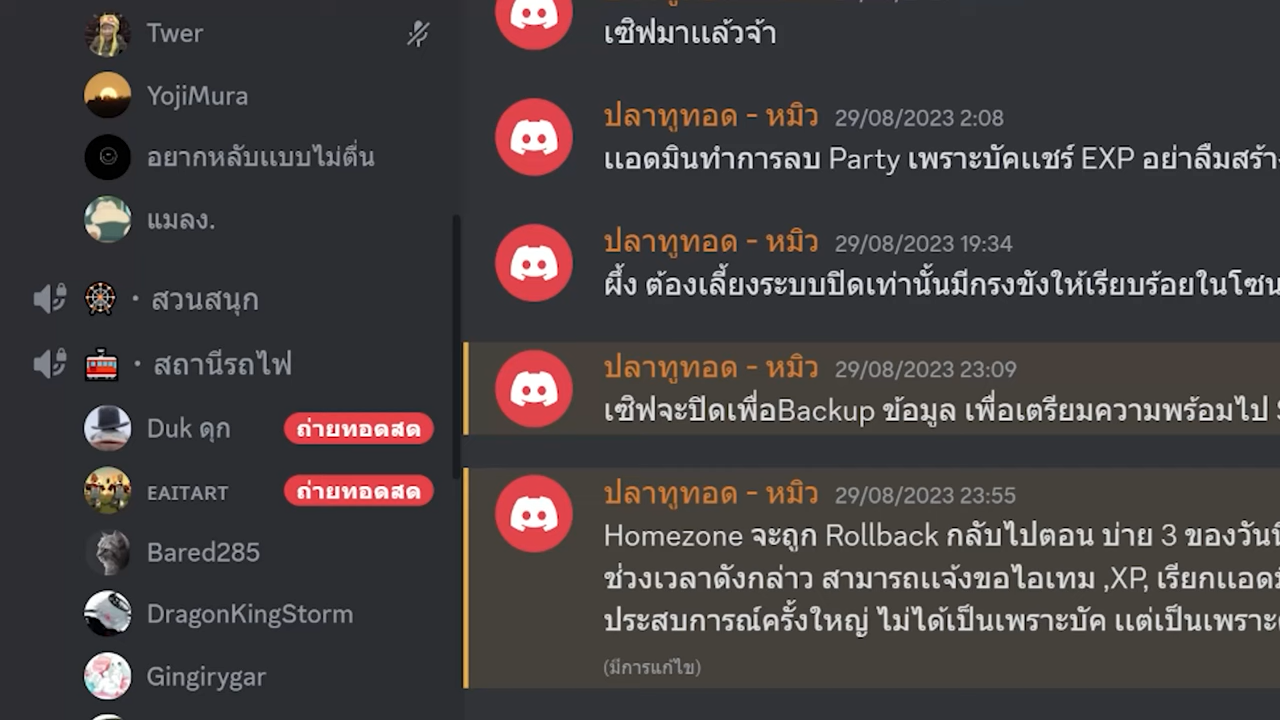 Twer
YojiMura
อยากหลับแบบไม่ตื่น
แมลง.
· สวนสนุก
· สถานีรถไฟ
Duk ดุก ถ่ายทอดสด
EAITART ถ่ายทอดสด
Bared285
DragonKingStorm
Gingirygar
เซิฟมาแล้วจ้า
ปลาทูทอด - หมิว 29/08/2023 2:08
แอดมินทำการลบ Party เพราะบัคแชร์ EXP อย่าลืมสร้าง
ปลาทูทอด - หมิว 29/08/2023 19:34
ผึ้ง ต้องเลี้ยงระบบปิดเท่านั้นมีกรงขังให้เรียบร้อยในโซน
ปลาทูทอด - หมิว 29/08/2023 23:09
เซิฟจะปิดเพื่อBackup ข้อมูล เพื่อเตรียมความพร้อมไป
ปลาทูทอด - หมิว 29/08/2023 23:55
Homezone จะถูก Rollback กลับไปตอน บ่าย 3 ของวันนี้
ช่วงเวลาดังกล่าว สามารถแจ้งขอไอเทม ,XP, เรียกแอดมิ
ประสบการณ์ครั้งใหญ่ ไม่ได้เป็นเพราะบัค แต่เป็นเพราะ
(มีการแก้ไข)